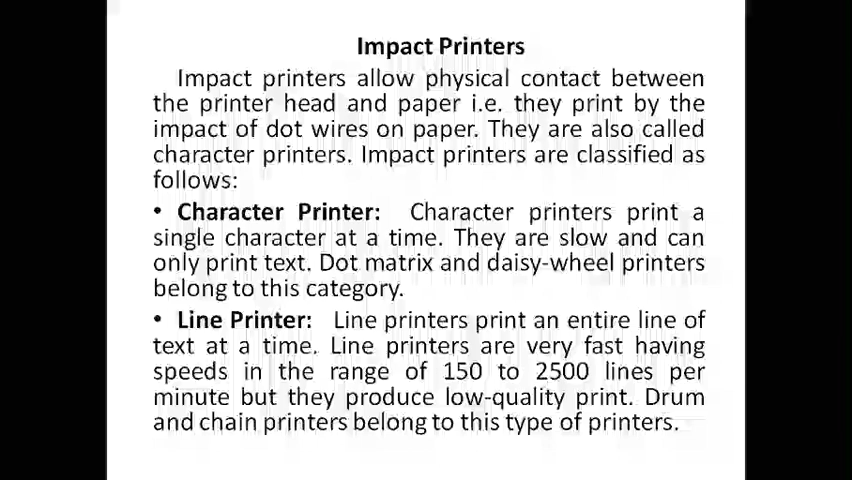 Impact Printers
Impact printers allow physical contact between
the printer head and paper i.e. they print by the
impact of dot wires on paper. They are also called
character printers. Impact printers are classified as
follows:
• Character Printer: Character printers print a
single character at a time. They are slow and can
only print text. Dot matrix and daisy-wheel printers
belong to this category.
• Line Printer: Line printers print an entire line of
text at a time. Line printers are very fast having
speeds in the range of 150 to 2500 lines per
minute but they produce low-quality print. Drum
and chain printers belong to this type of printers.